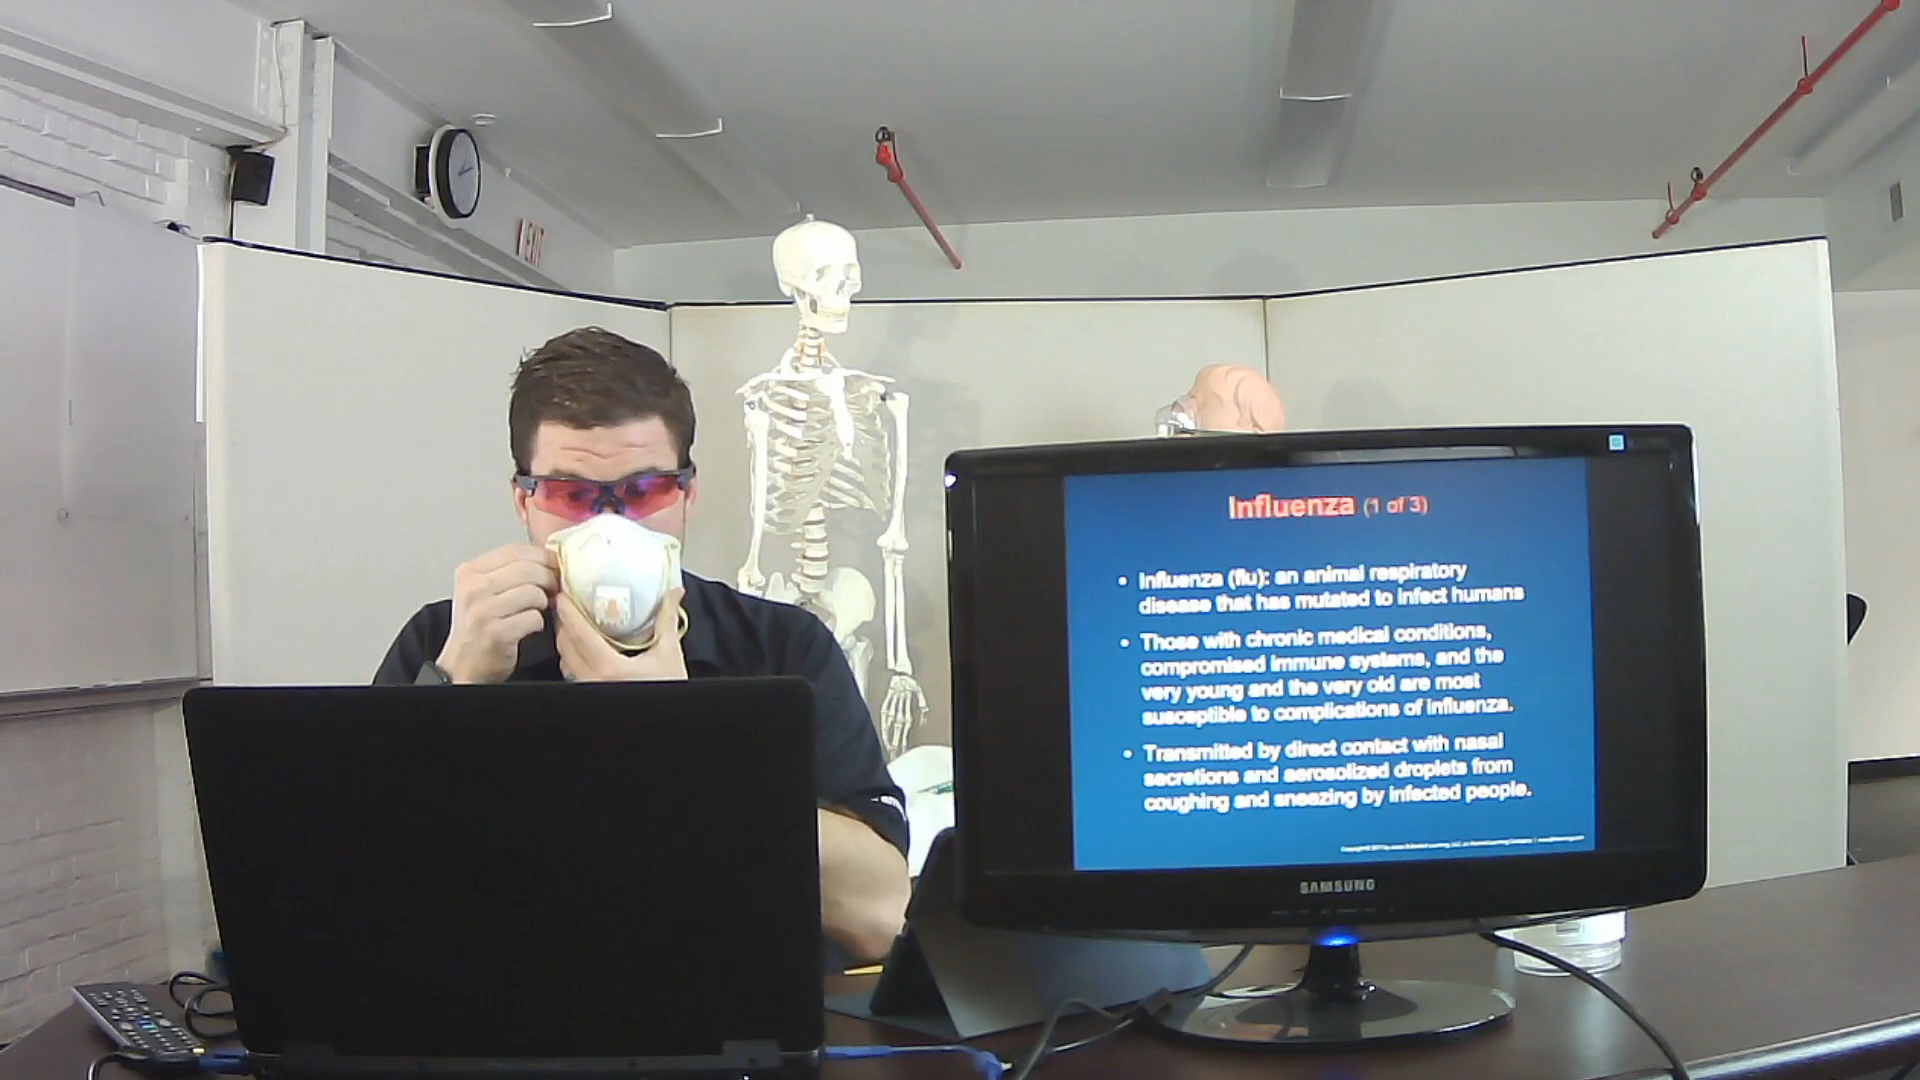 EXIT
Influenza (1 of 3)
• Influenza (flu): an animal respiratory
disease that has mutated to infect humans
• Those with chronic medical conditions,
compromised immune systems, and the
very young and the very old are most
susceptible to complications of influenza.
• Transmitted by direct contact with nasal
secretions and aerosolized droplets from
coughing and sneezing by infected people.
SAMSUNG